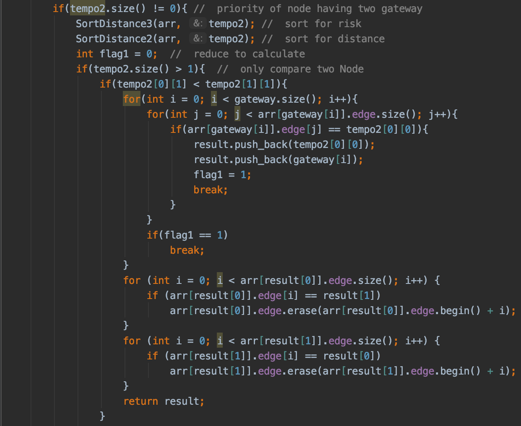 if(tempo2.size() != 0){ // priority of node having two gateway
SortDistance3(arr, &: tempo2); // sort for risk
SortDistance2(arr, &: tempo2); // sort for distance
int flag1 = 0; // reduce to calculate
if(tempo2.size() > 1){ // only compare two Node
if(tempo2[0][1] < tempo2[1][1]){
for(int i = 0; i < gateway.size(); i++){
for(int j = 0; j < arr[gateway[i]].edge.size(); j++){
if(arr[gateway[i]].edge[j] == tempo2[0][0]){
result.push_back(tempo2[0][0]);
result.push_back(gateway[i]);
flag1 = 1;
break;
}
}
if(flag1 == 1)
break;
}
for (int i = 0; i < arr[result[0]].edge.size(); i++) {
if (arr[result[0]].edge[i] == result[1])
arr[result[0]].edge.erase(arr[result[0]].edge.begin() + i);
}
for (int i = 0; i < arr[result[1]].edge.size(); i++) {
if (arr[result[1]].edge[i] == result[0])
arr[result[1]].edge.erase(arr[result[1]].edge.begin() + i);
}
return result;
}